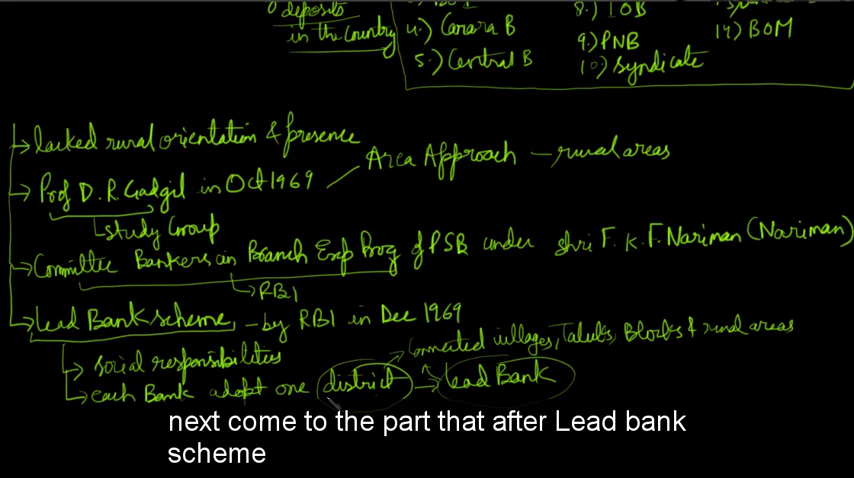 deposits
in the Country
4.) Canara B
5.) Central B
8.) IOB
9.) PNB
10.) Syndicate
14) BOM
lacked rural orientation & presence
Prof D. R. Gadgil in Oct 1969
Area Approach — rural areas
Study Group
Committee Bankers on Branch Exp Prog of PSB under Shri F. K. F. Nariman (Nariman)
RBI
Lead Bank scheme, - by RBI in Dec 1969
social responsibilities
Connected villages, Taluks, Blocks & rural areas
each Bank adopt one district → Lead Bank
next come to the part that after Lead bank
scheme